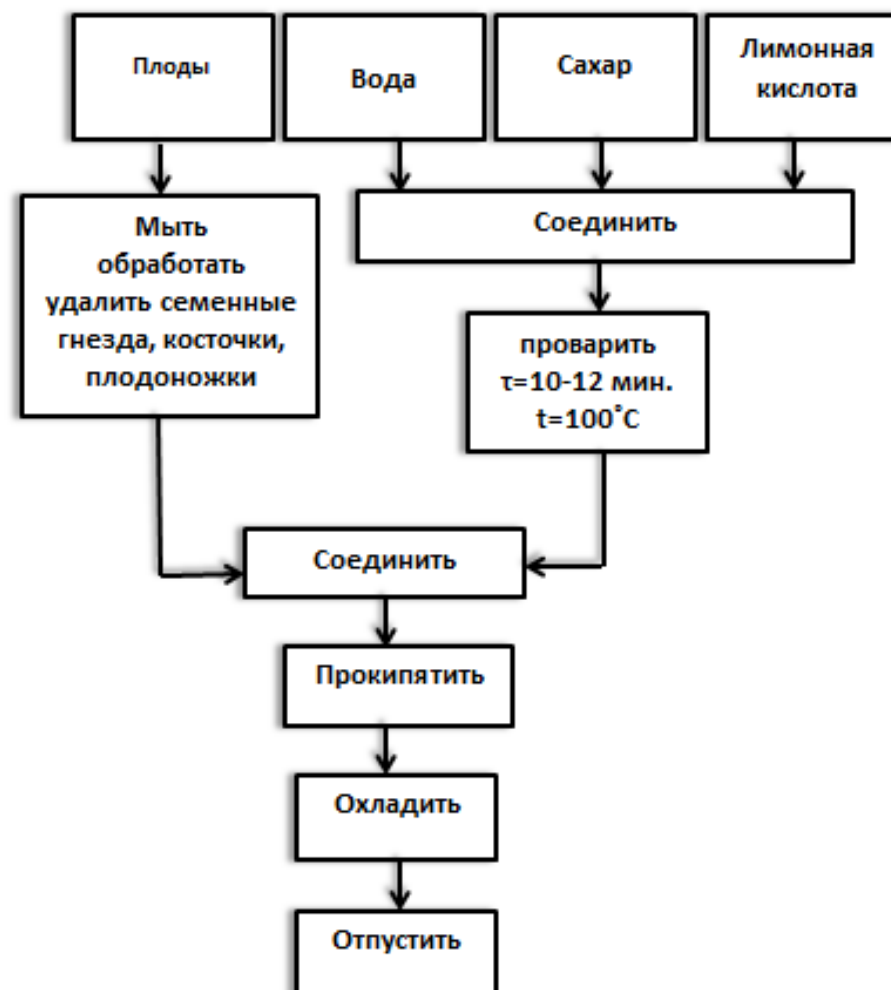 Плоды
Вода
Сахар
Лимонная
кислота
Мыть
обработать
удалить семенные
гнезда, косточки,
плодоножки
Соединить
проварить
τ=10-12 мин.
t=100˚С
Соединить
Прокипятить
Охладить
Отпустить